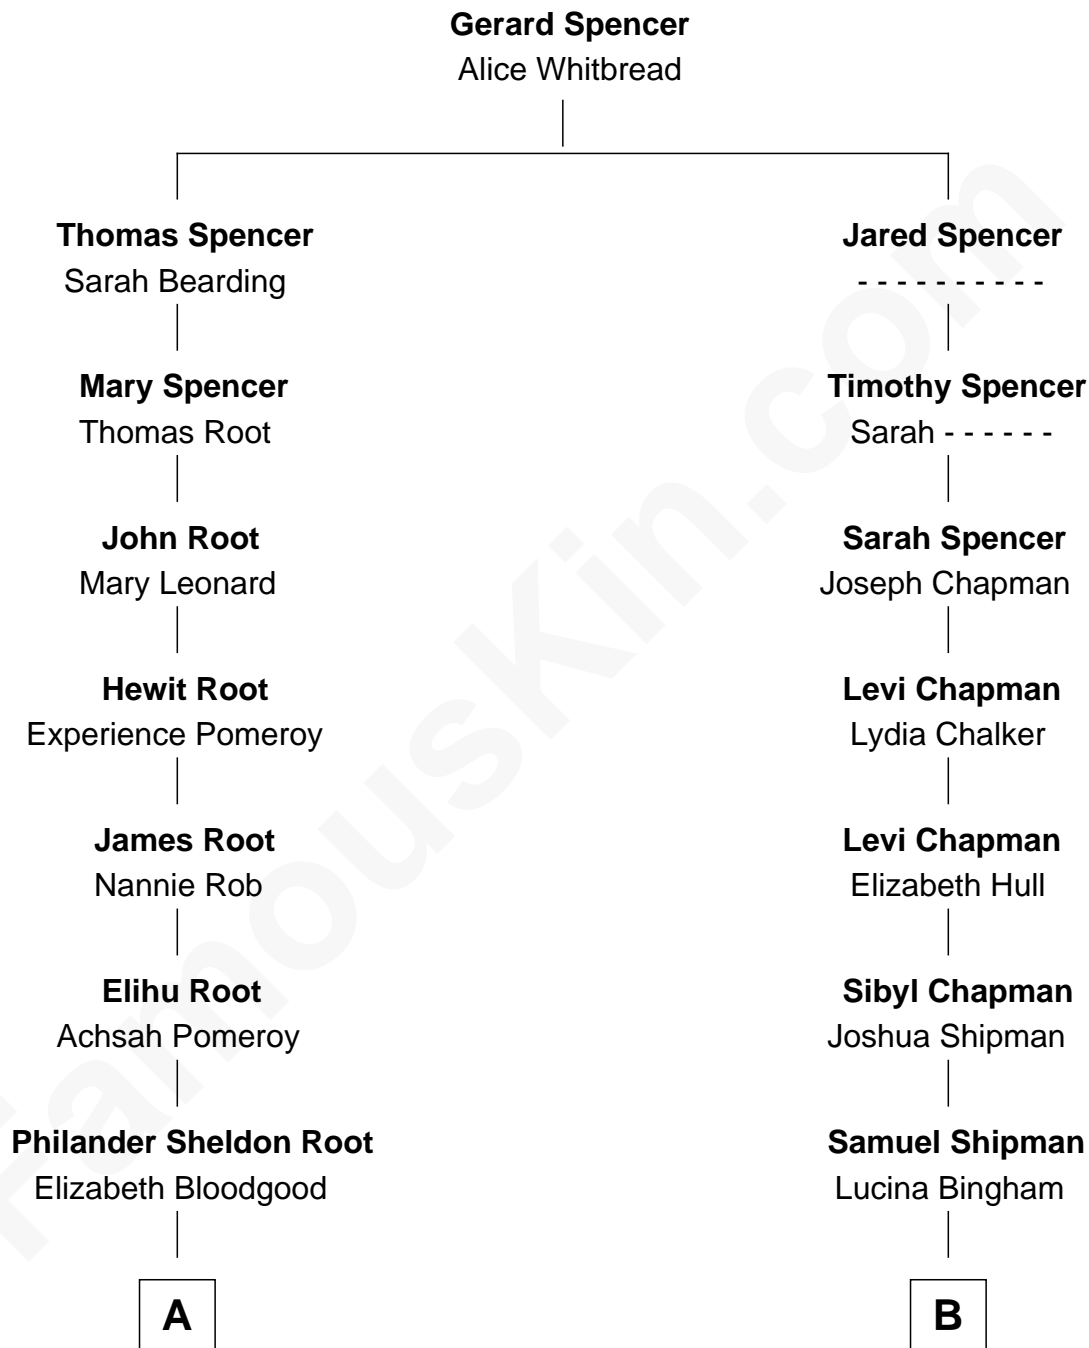 Gerard Spencer
Alice Whitbread
Thomas Spencer
Sarah Bearding
Jared Spencer
- - - - - - - - - -
Mary Spencer
Thomas Root
Timothy Spencer
Sarah - - - - - -
John Root
Mary Leonard
Sarah Spencer
Joseph Chapman
Hewit Root
Experience Pomeroy
Levi Chapman
Lydia Chalker
James Root
Nannie Rob
Levi Chapman
Elizabeth Hull
Elihu Root
Achsah Pomeroy
Sibyl Chapman
Joshua Shipman
Philander Sheldon Root
Elizabeth Bloodgood
Samuel Shipman
Lucina Bingham
A
B
FamousKin.com